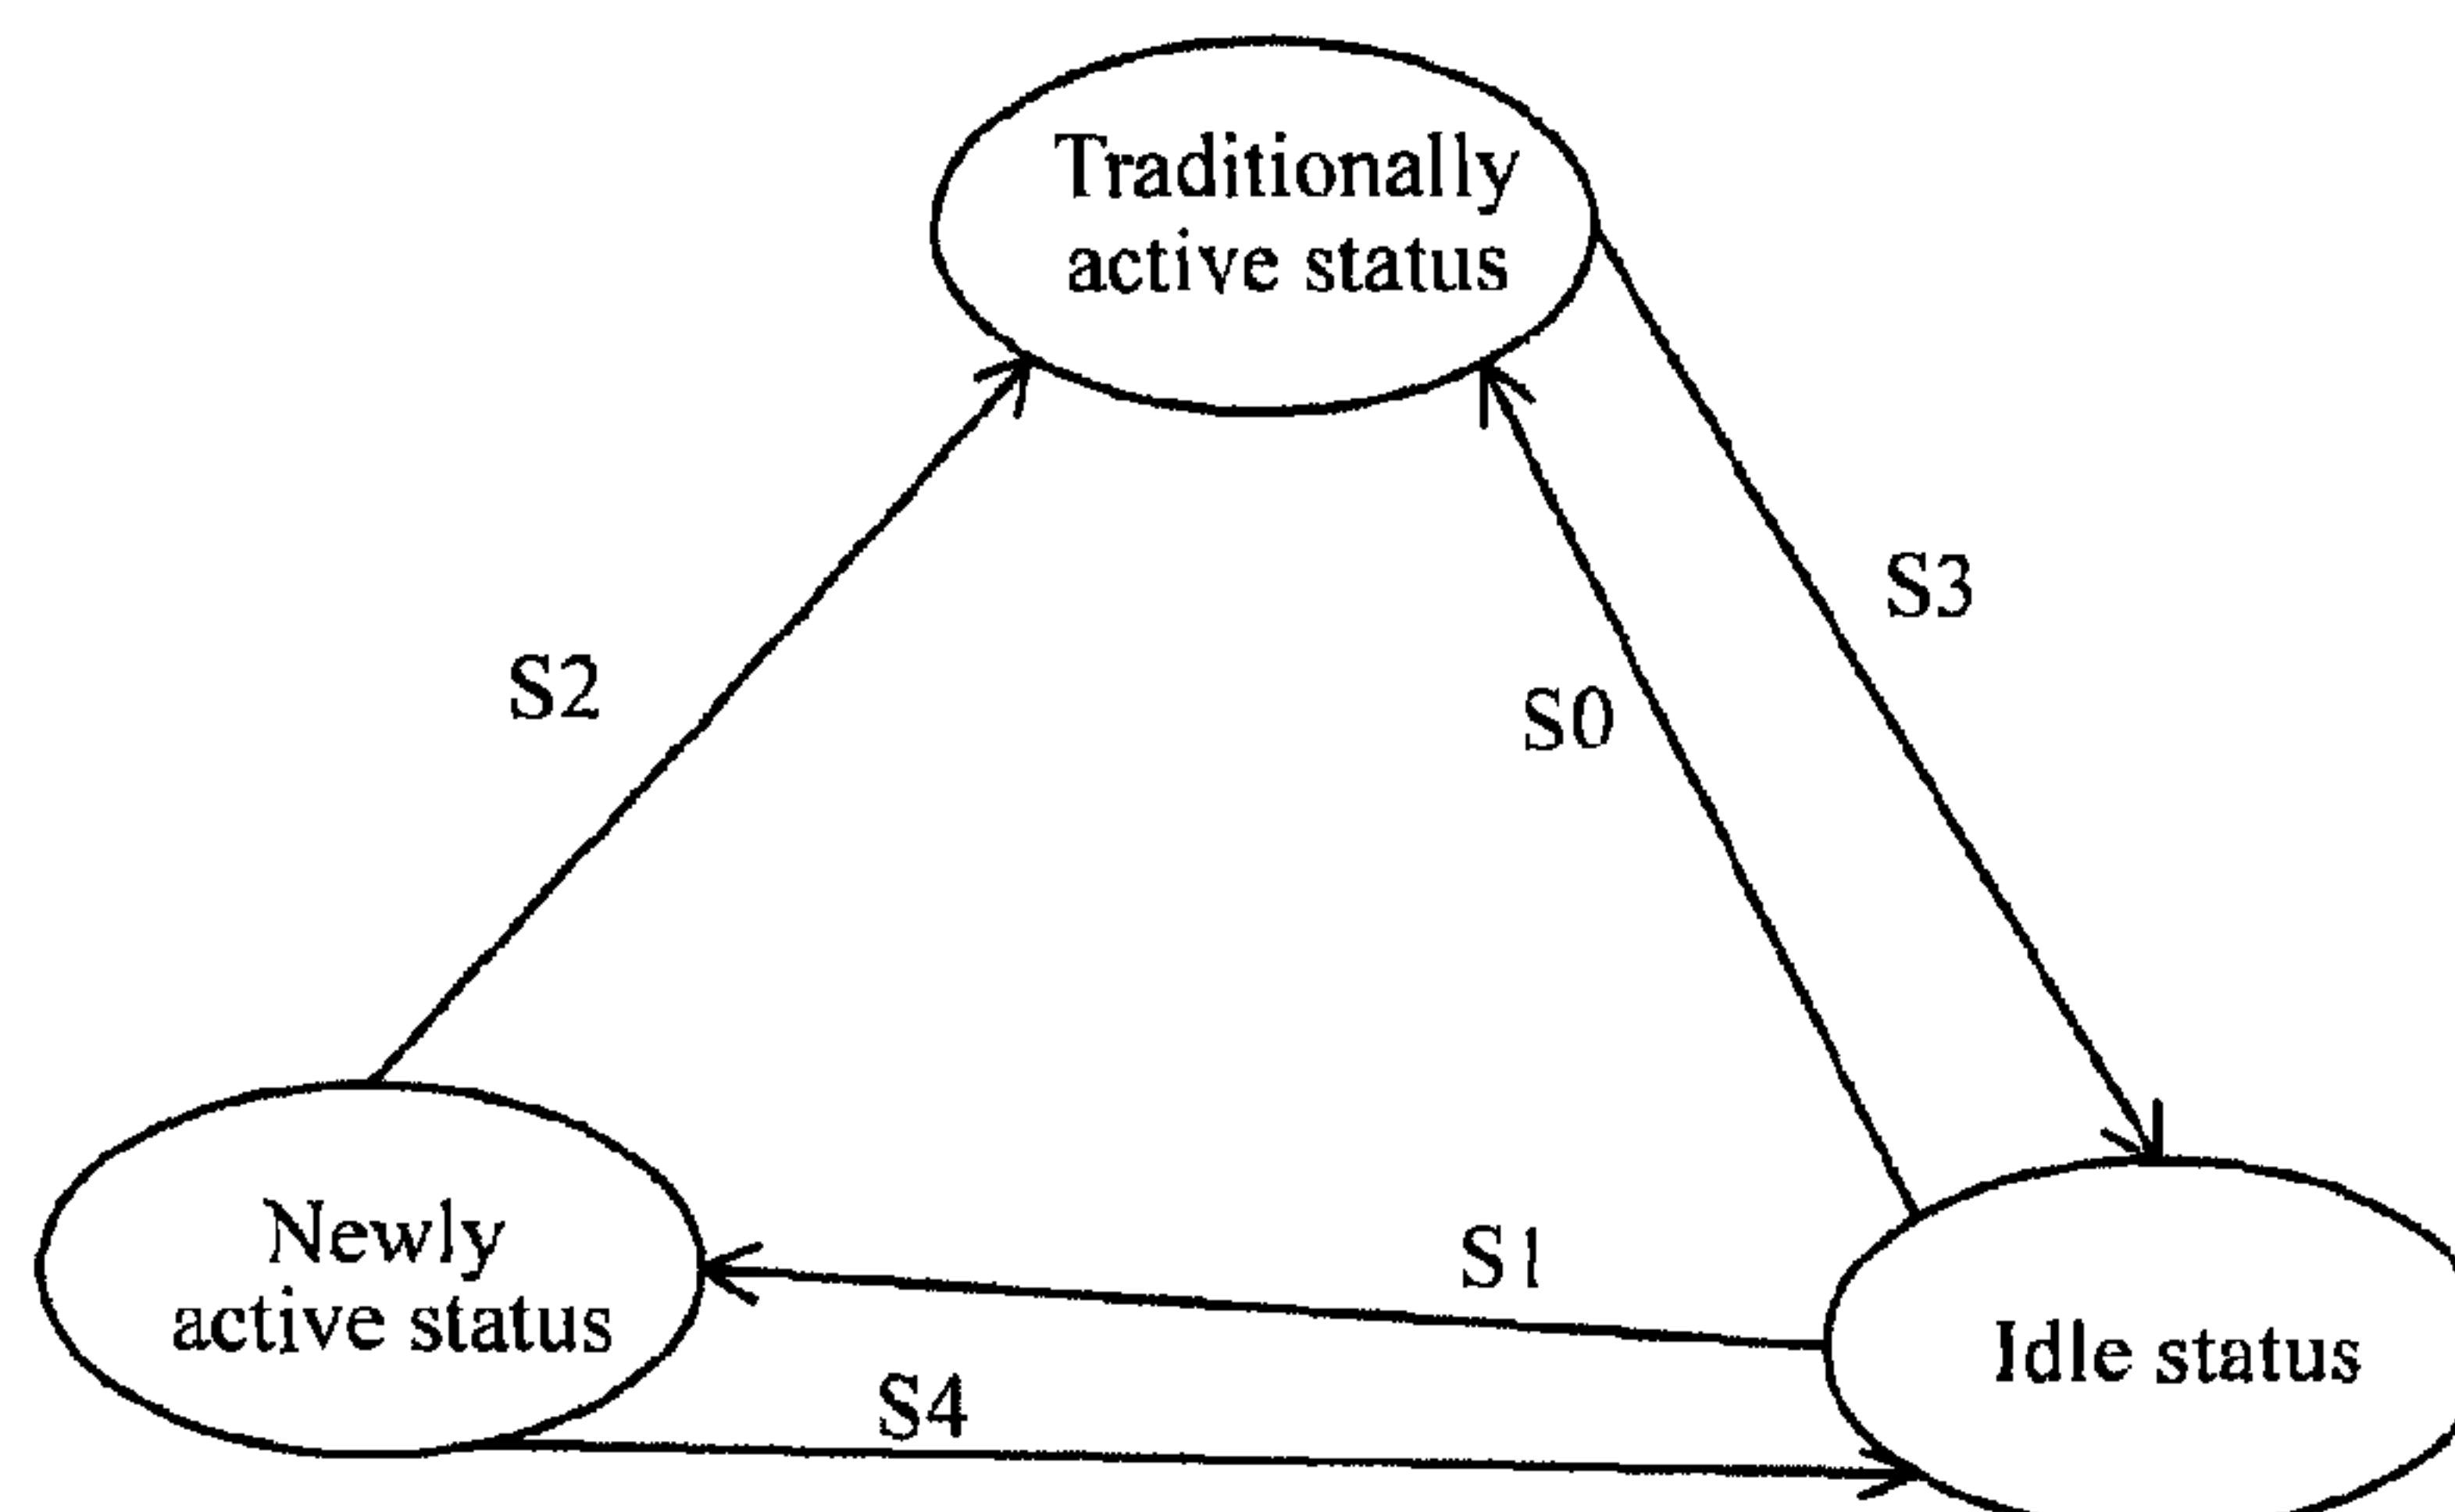 Traditionally
active status
S3
S2
S0
Newly
active status
S1
Idle status
S4